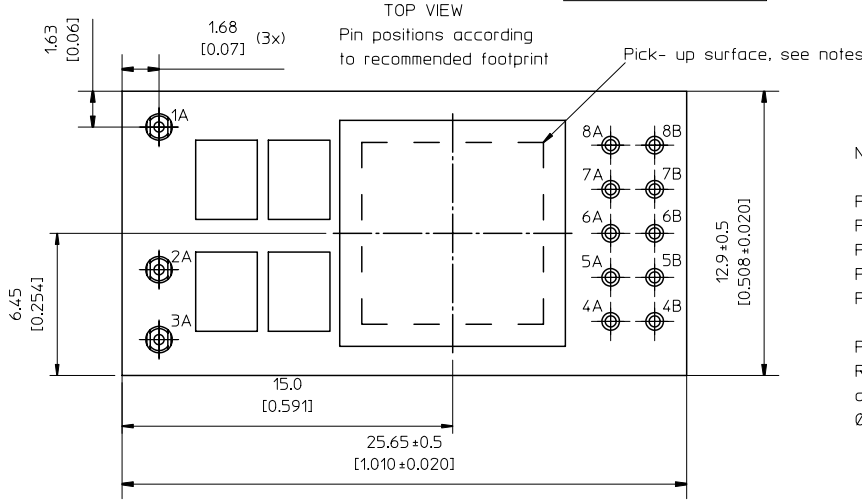 TOP VIEW
Pin positions according
to recommended footprint
Pick- up surface, see notes
1.63
[0.06]
1.68
[0.07]
(3x)
1A
8A
8B
7A
7B
6A
6B
2A
5A
5B
3A
4A
4B
6.45
[0.254]
12.9 ±0.5
[0.508 ±0.020]
15.0
[0.591]
25.65 ±0.5
[1.010 ±0.020]
N
F
F
F
F
F
F
R
Ø